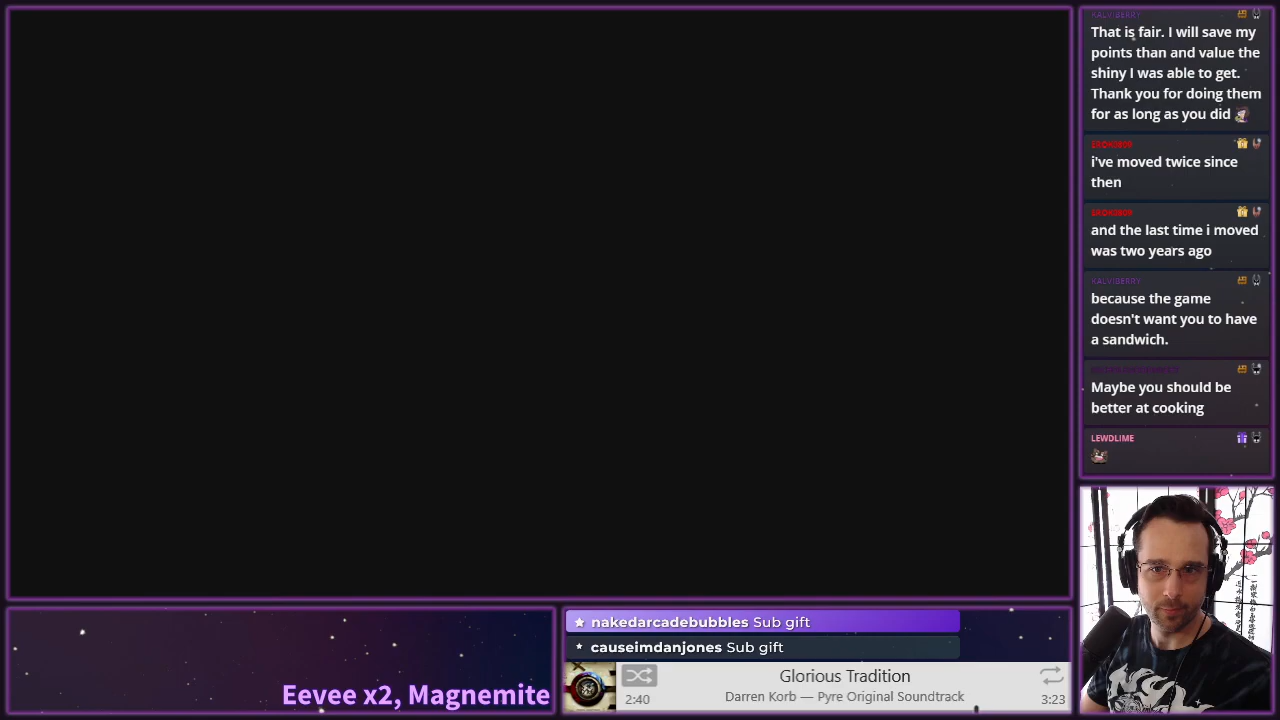 KALVIBERRY
That is fair. I will save my
points than and value the
shiny I was able to get.
Thank you for doing them
for as long as you did
i've moved twice since
then
and the last time i moved
was two years ago
KALVIBERRY
because the game
doesn't want you to have
a sandwich.
Maybe you should be
better at cooking
LEWDLIME
Eevee x2, Magnemite
nakedarcadebubbles Sub gift
causeimdanjones Sub gift
Glorious Tradition
2:40 Darren Korb — Pyre Original Soundtrack 3:23